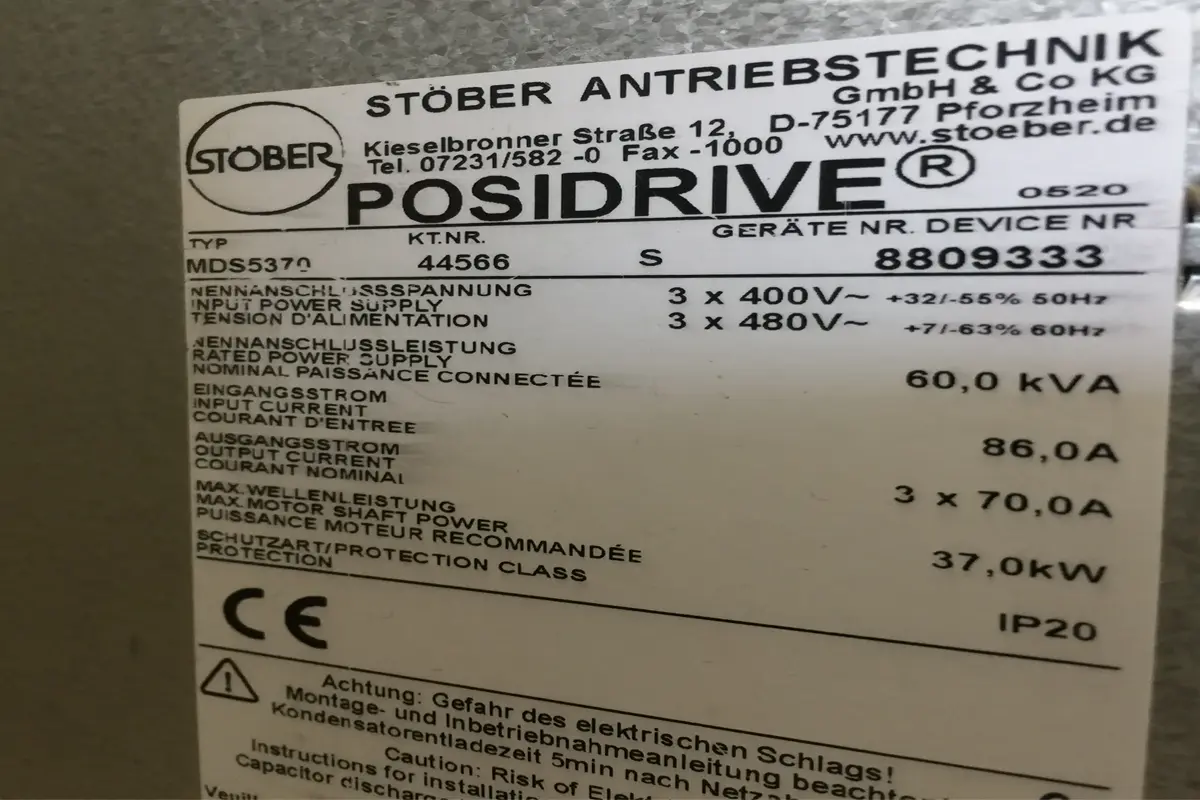 STÖBER
STÖBER ANTRIEBSTECHNIK
GmbH & Co KG
Kieselbronner Straße 12, D-75177 Pforzheim
Tel. 07231/582 -0 Fax -1000 www.stoeber.de
POSIDRIVE®
0520
TYP KT.NR. GERÄTE NR. DEVICE NR
MDS5370 44566 S 8809333
NENNANSCHLUSSSPANNUNG
INPUT POWER SUPPLY
TENSION D'ALIMENTATION
3 x 400V~ +32/-55% 50Hz
3 x 480V~ +7/-63% 60Hz
NENNANSCHLUSSLEISTUNG
RATED POWER SUPPLY
NOMINAL PAISSANCE CONNECTÉE
60,0 kVA
EINGANGSSTROM
INPUT CURRENT
COURANT D'ENTREE
86,0A
AUSGANGSSTROM
OUTPUT CURRENT
COURANT NOMINAL
3 x 70,0A
MAX.WELLENLEISTUNG
MAX.MOTOR SHAFT POWER
PUISSANCE MOTEUR RECOMMANDÉE
37,0kW
SCHUTZART/PROTECTION CLASS
PROTECTION
IP20
CE
Achtung: Gefahr des elektrischen Schlags!
Montage- und Inbetriebnahmeanleitung
Kondensatorentladezeit 5min nach
Caution: Risk of
Instructions for
Capacitor